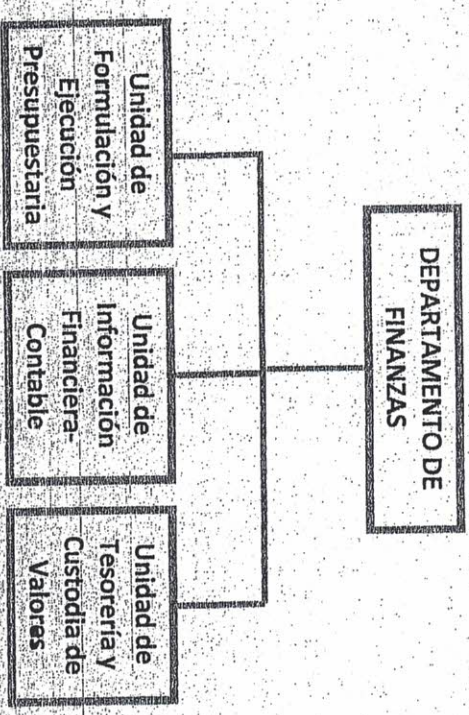 DEPARTAMENTO DE
FINANZAS
Unidad de
Formulación y
Ejecución
Presupuestaria
Unidad de
Información
Financiera-
Contable
Unidad de
Tesorería y
Custodia de
Valores